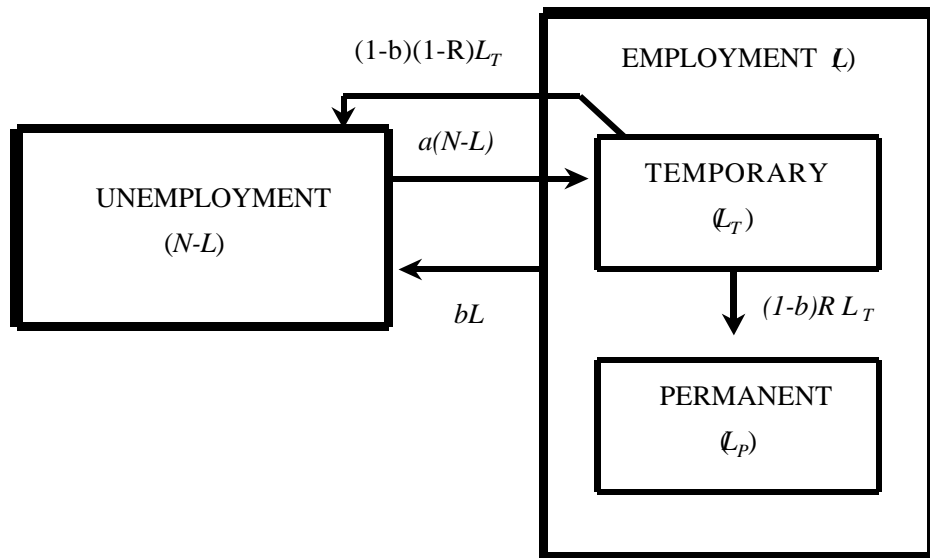 (1-b)(1-R)L_T
EMPLOYMENT (L)
a(N-L)
TEMPORARY
(L_T)
UNEMPLOYMENT
(N-L)
bL
(1-b)R L_T
PERMANENT
(L_P)